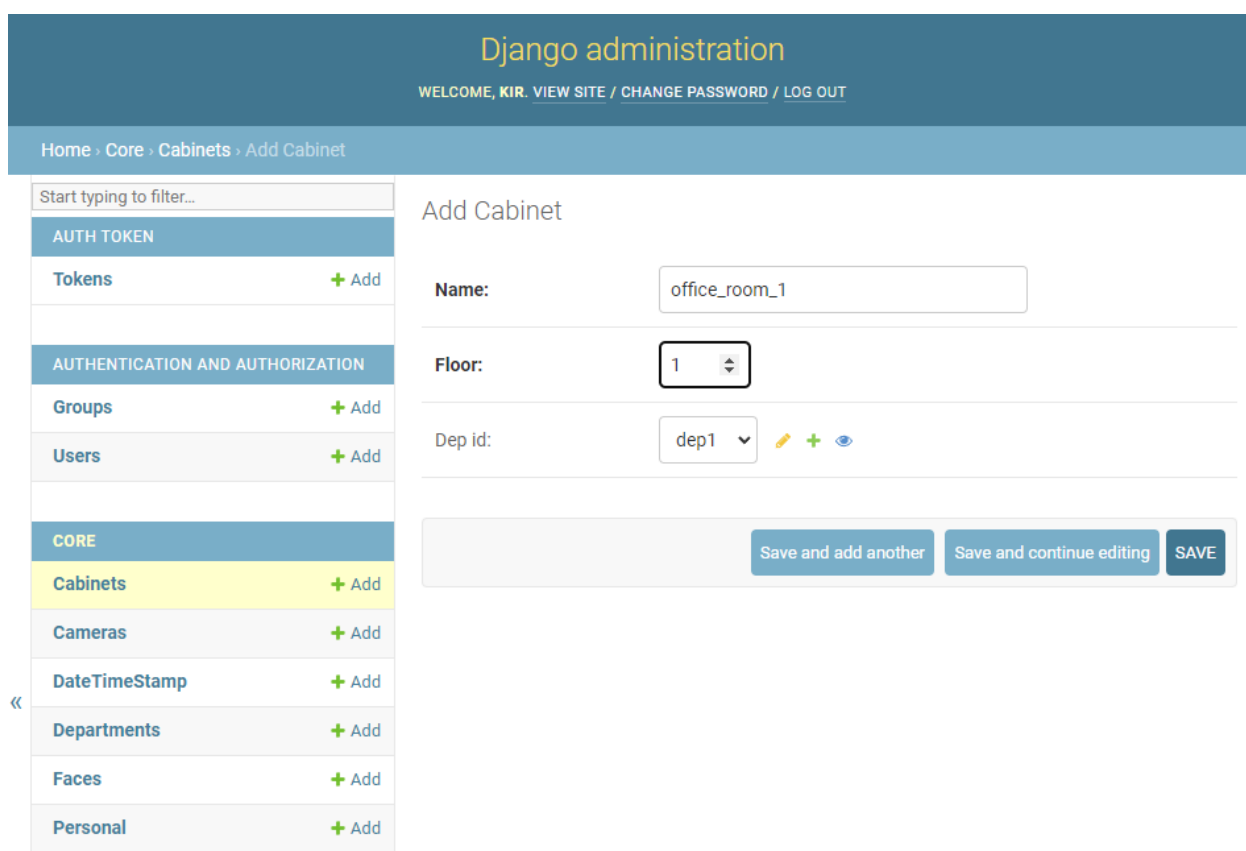 Django administration
WELCOME, KIR. VIEW SITE / CHANGE PASSWORD / LOG OUT
Home › Core › Cabinets › Add Cabinet
Start typing to filter...
AUTH TOKEN
Tokens + Add
AUTHENTICATION AND AUTHORIZATION
Groups + Add
Users + Add
CORE
Cabinets + Add
Cameras + Add
DateTimeStamp + Add
Departments + Add
Faces + Add
Personal + Add
«
Add Cabinet
Name: office_room_1
Floor: 1
Dep id: dep1
Save and add another Save and continue editing SAVE